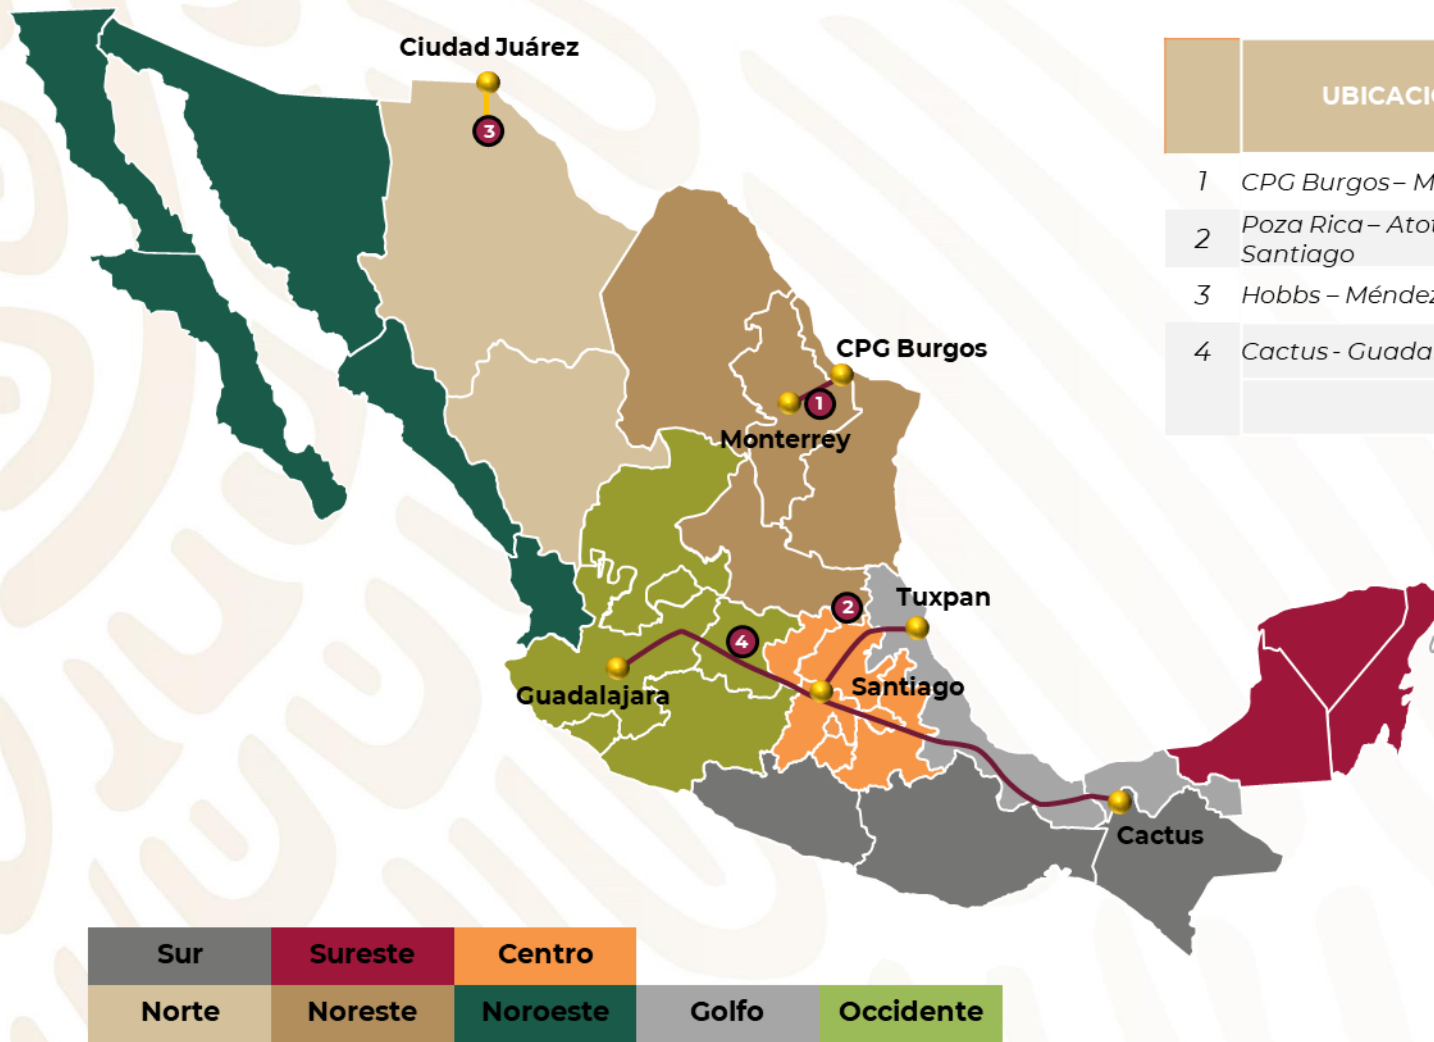 Ciudad Juárez
3
UBICACI
1 CPG Burgos – M
2 Poza Rica – Atot
Santiago
3 Hobbs – Méndez
4 Cactus - Guada
CPG Burgos
1
Monterrey
Tuxpan
2
4
Santiago
Guadalajara
Cactus
Sur Sureste Centro
Norte Noreste Noroeste Golfo Occidente